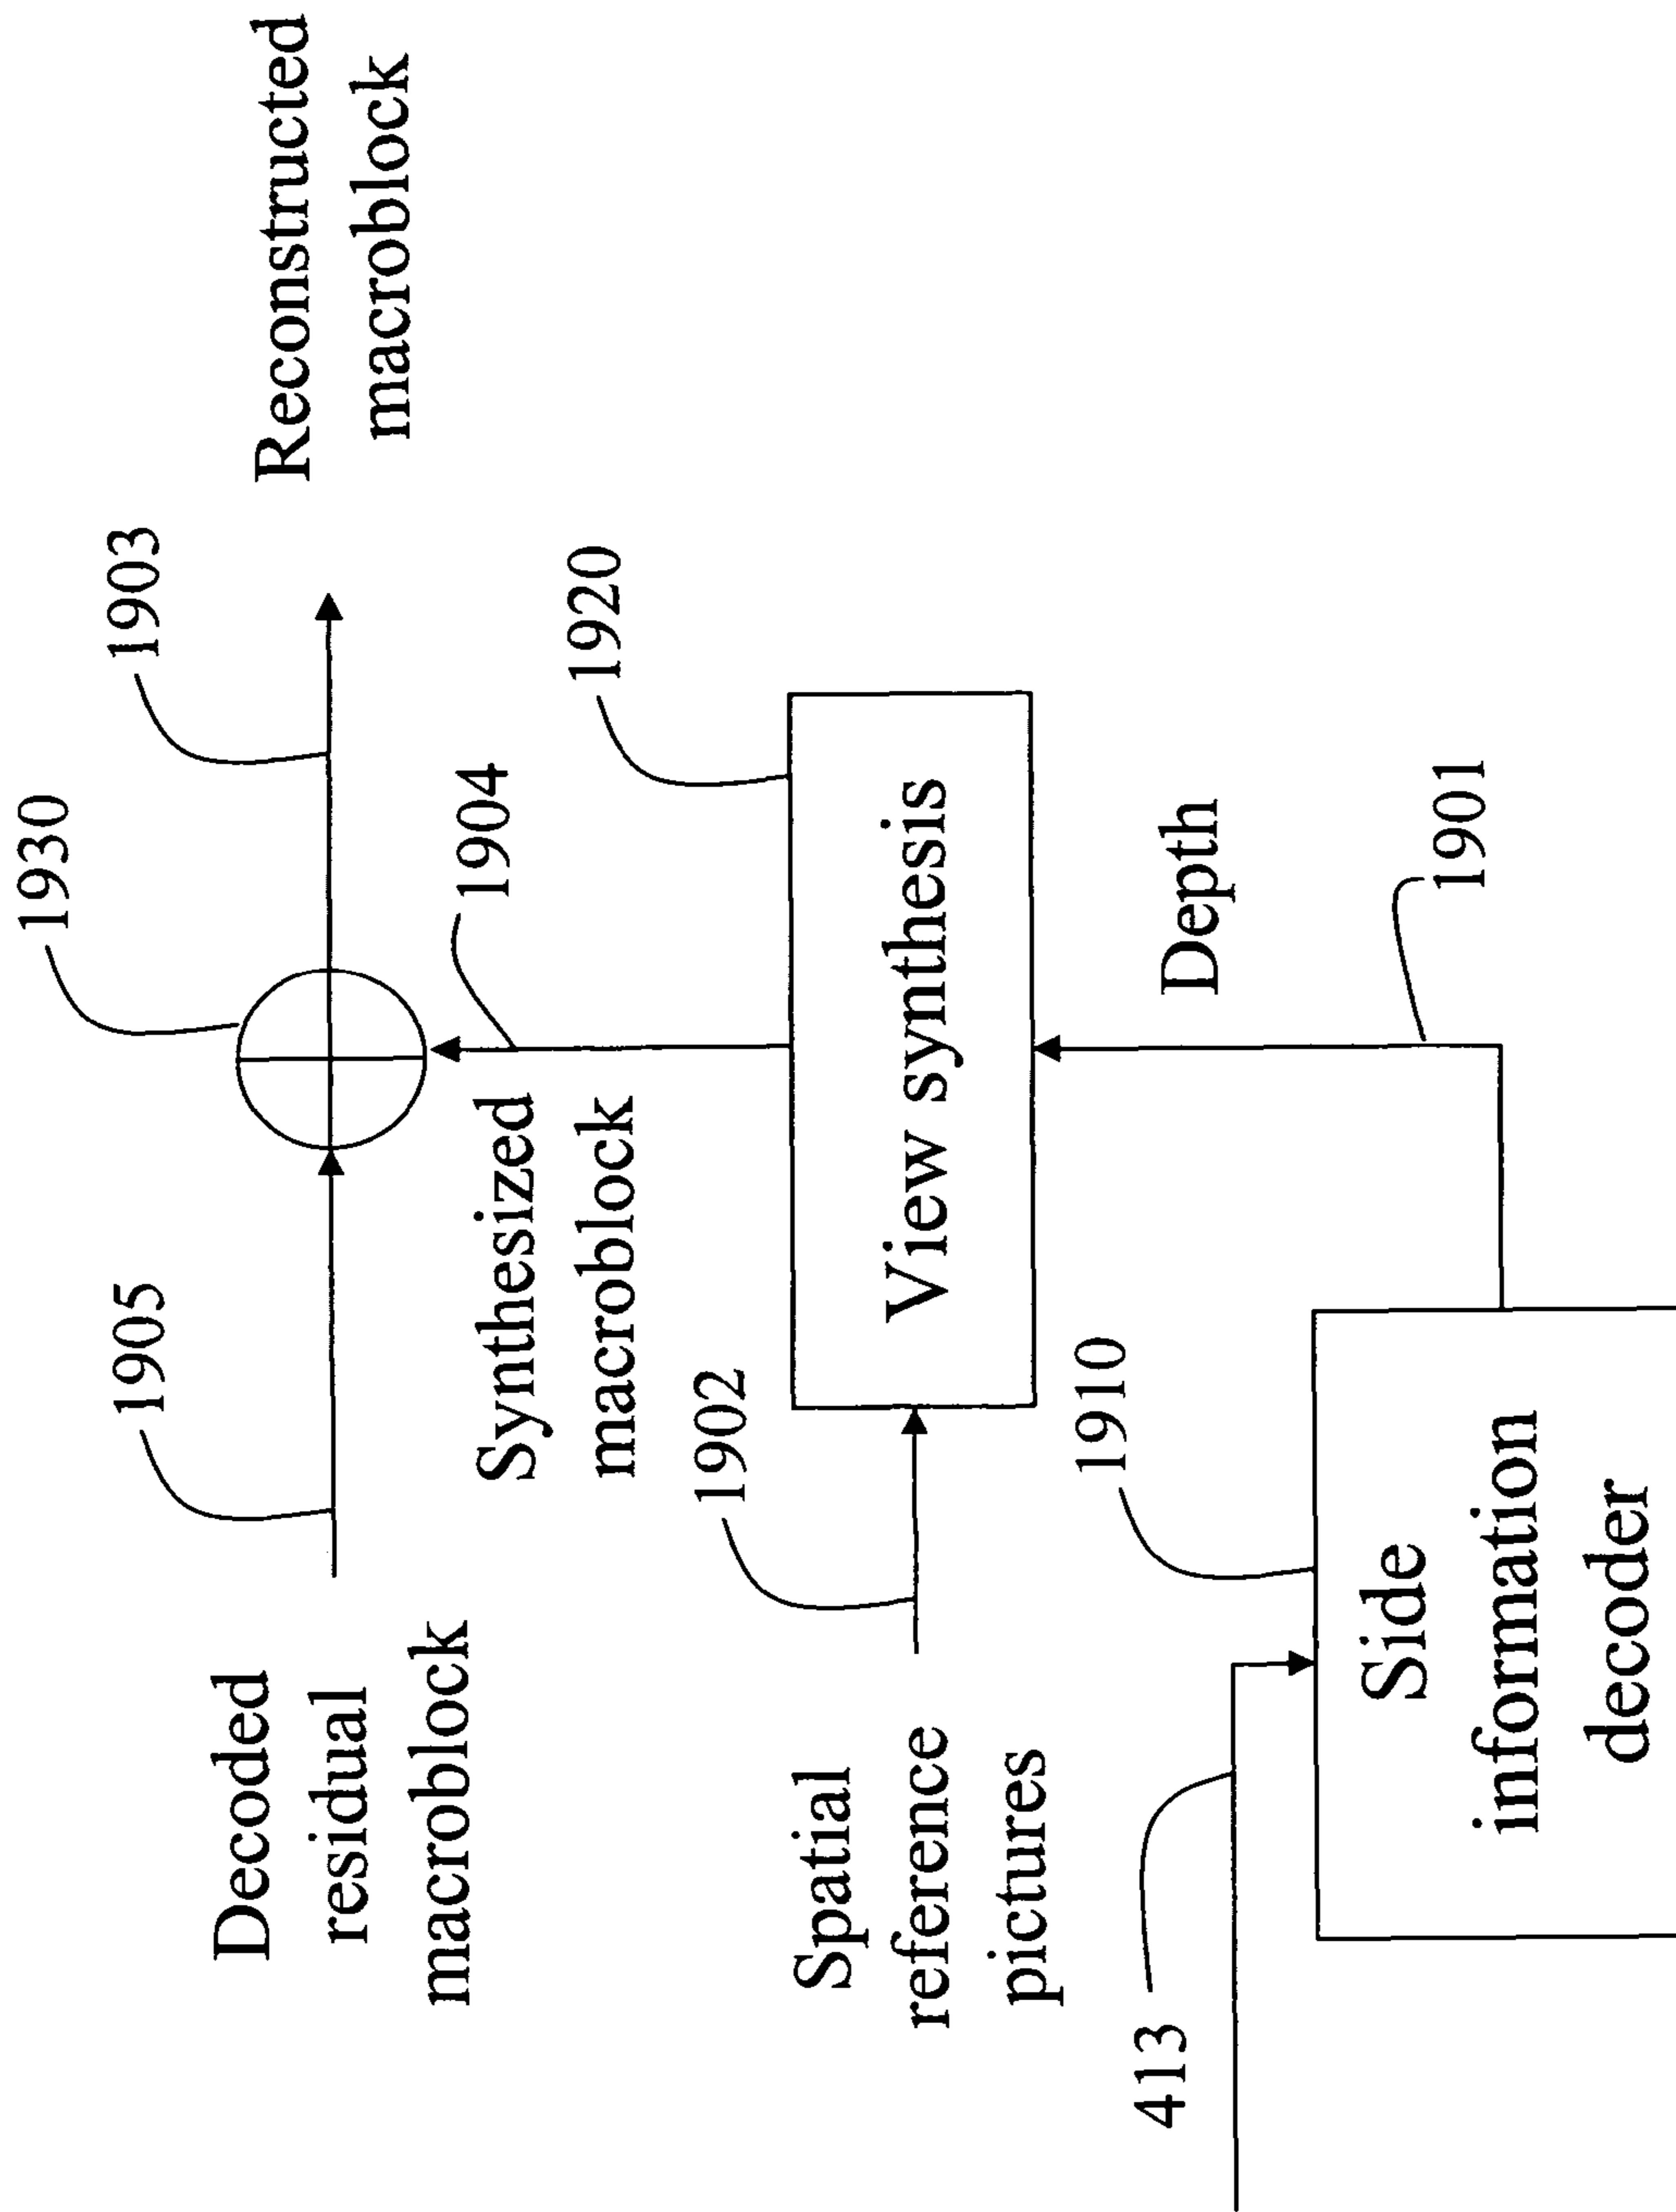 1930
1905
1903
Decoded
residual
macroblock
Reconstructed
macroblock
1904
Synthesized
macroblock
1902
1920
Spatial
reference
pictures
View synthesis
413
1910
Depth
Side
information
decoder
1901